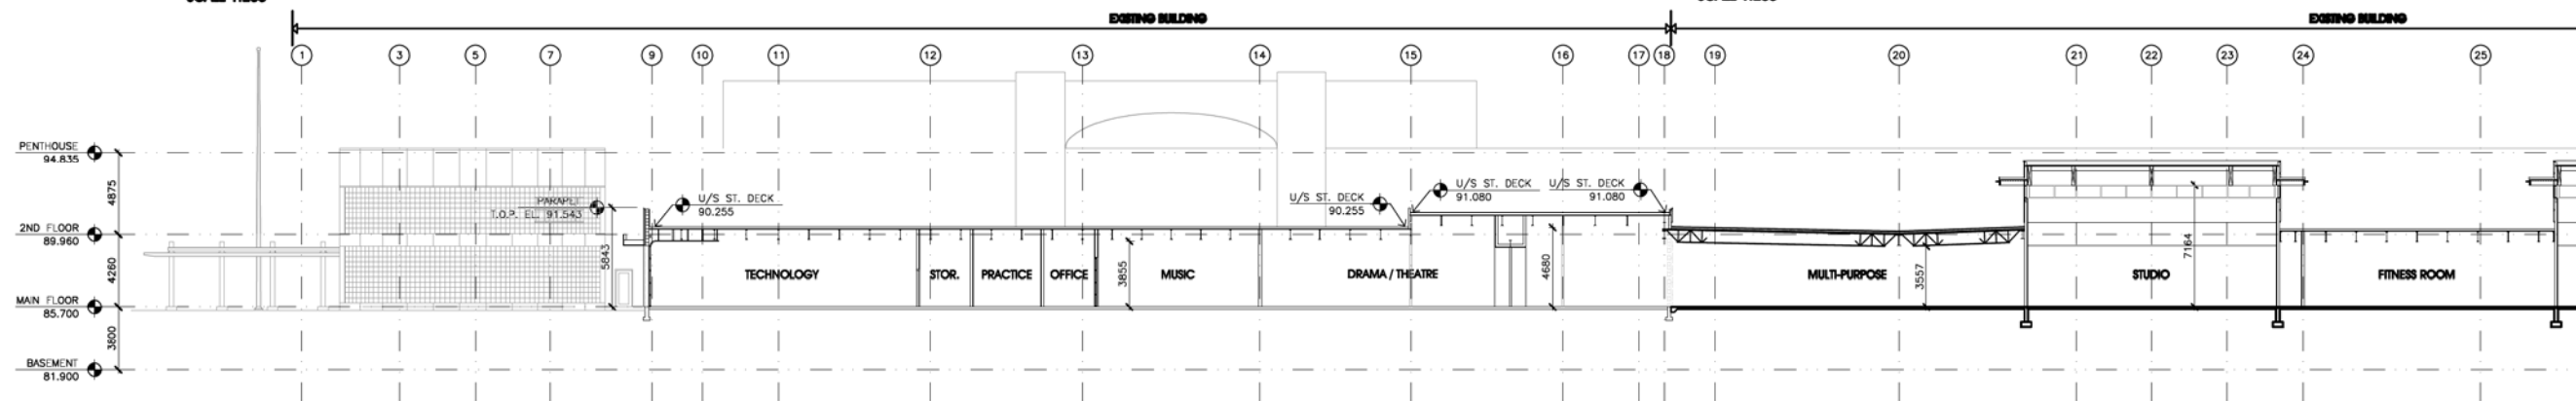 EXISTING BUILDING
EXISTING BUILDING
1 3 5 7 9 10 11 12 13 14 15 16 17 18 19 20 21 22 23 24 25
PENTHOUSE
94.835
4875
2ND FLOOR
89.960
4260
MAIN FLOOR
85.700
3800
BASEMENT
81.900
PARAPET
T.O.P. EL. 91.543
5843
U/S ST. DECK
90.255
U/S ST. DECK
90.255
U/S ST. DECK
91.080
U/S ST. DECK
91.080
TECHNOLOGY
STOR.
PRACTICE
OFFICE
3855
MUSIC
DRAMA / THEATRE
4680
MULTI-PURPOSE
3557
STUDIO
7164
FITNESS ROOM